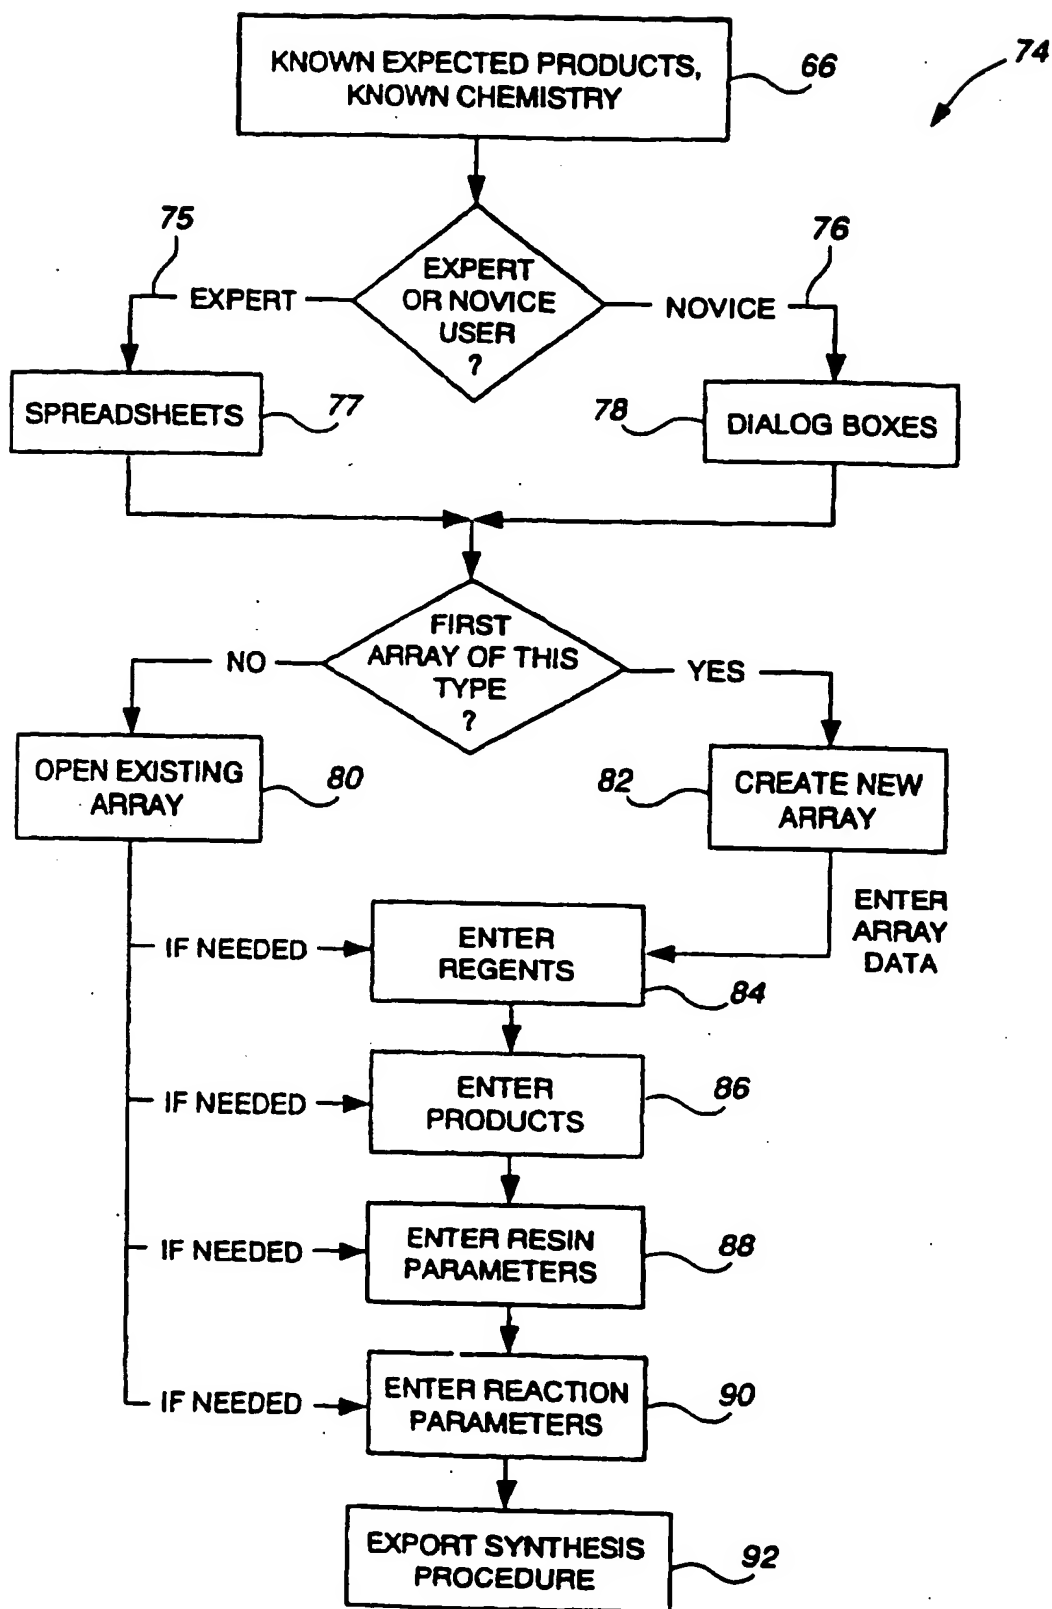 KNOWN EXPECTED PRODUCTS,
KNOWN CHEMISTRY
66
74
75
76
EXPERT
OR NOVICE
USER
?
EXPERT
NOVICE
SPREADSHEETS
77
78
DIALOG BOXES
FIRST
ARRAY OF THIS
TYPE
?
NO
YES
OPEN EXISTING
ARRAY
80
82
CREATE NEW
ARRAY
ENTER
ARRAY
DATA
IF NEEDED
ENTER
REGENTS
84
IF NEEDED
ENTER
PRODUCTS
86
IF NEEDED
ENTER RESIN
PARAMETERS
88
IF NEEDED
ENTER REACTION
PARAMETERS
90
EXPORT SYNTHESIS
PROCEDURE
92